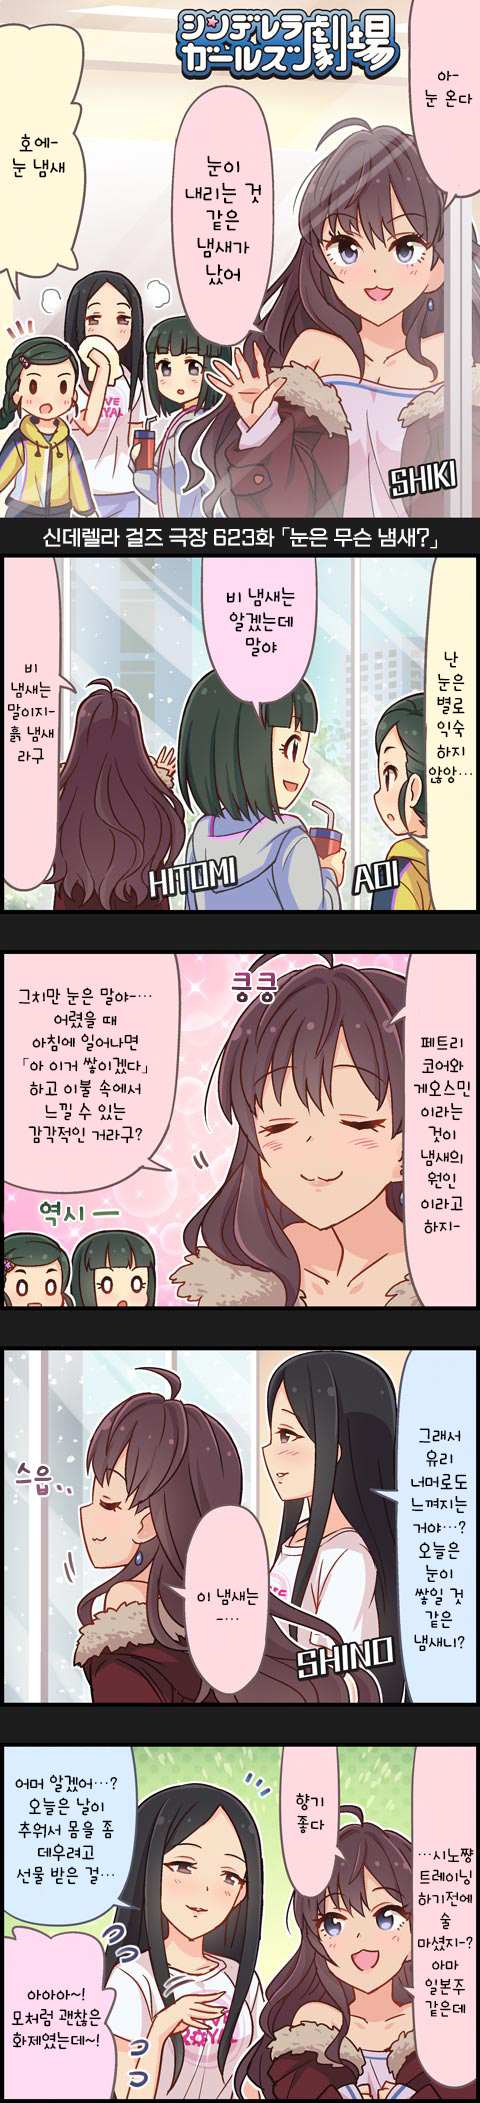 シンデレラ
ガールズ劇場
아-
눈 온다
눈이
내리는 것
같은
냄새가
났어
호에-
눈 냄새
LIVE
ROYAL
SHIKI
신데렐라 걸즈 극장 623화 「눈은 무슨 냄새?」
난
눈은
별로
익숙
하지
않앙…
비 냄새는
알겠는데
말야
비
냄새는
말이지-
흙 냄새
라구
HITOMI
AOI
킁킁
페트리
코어와
게오스민
이라는
것이
냄새의
원인
이라고
하지-
그치만 눈은 말야-…
어렸을 때
아침에 일어나면
「아 이거 쌓이겠다」
하고 이불 속에서
느낄 수 있는
감각적인 거라구?
역시ー
그래서
유리
너머로도
느껴지는
거야…?
오늘은
눈이
쌓일 것
같은
냄새니?
스읍..
이 냄새는
-…
SHINO
…시노쨩
트레이닝
하기전에
술
마셨지-?
아마
일본주
같은데
향기
좋다
어머 알겠어…?
오늘은 날이
추워서 몸을 좀
데우려고
선물 받은 걸…
아아아~!
모처럼 괜찮은
화제였는데~!
LIVE
ROYAL